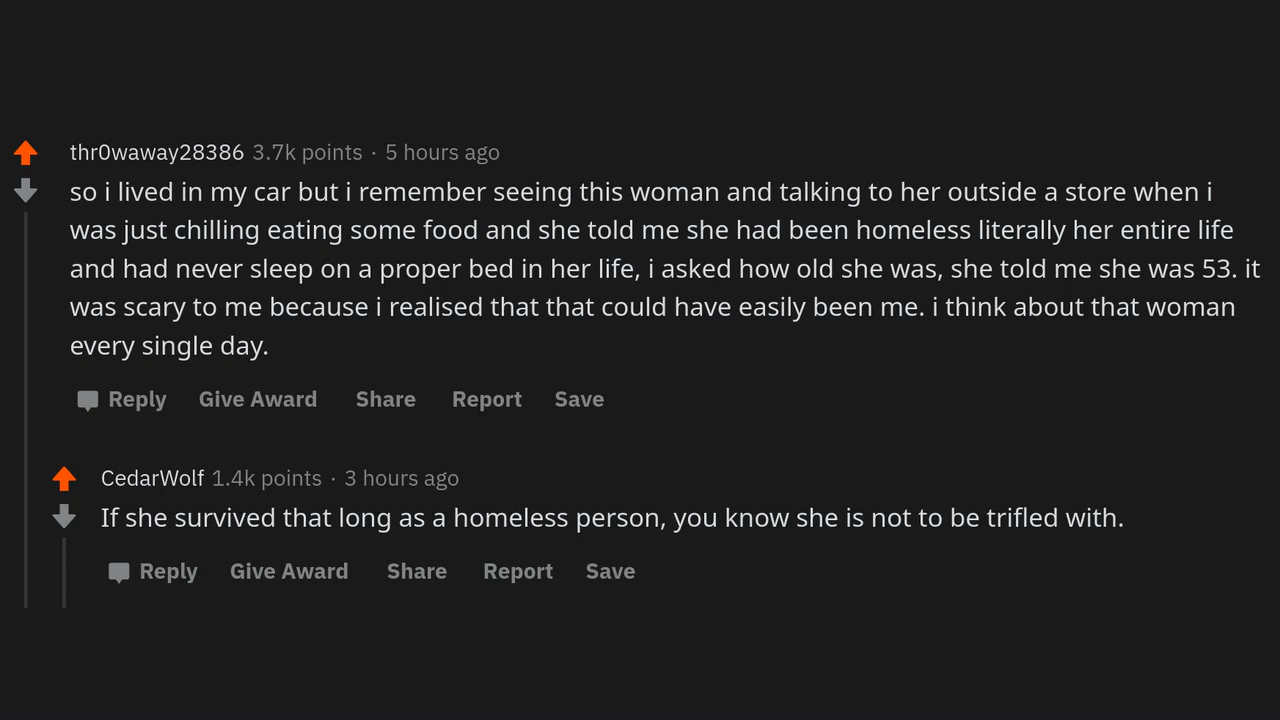 thr0waway28386 3.7k points · 5 hours ago
so i lived in my car but i remember seeing this woman and talking to her outside a store when i
was just chilling eating some food and she told me she had been homeless literally her entire life
and had never sleep on a proper bed in her life, i asked how old she was, she told me she was 53. it
was scary to me because i realised that that could have easily been me. i think about that woman
every single day.
Reply Give Award Share Report Save
CedarWolf 1.4k points · 3 hours ago
If she survived that long as a homeless person, you know she is not to be trifled with.
Reply Give Award Share Report Save